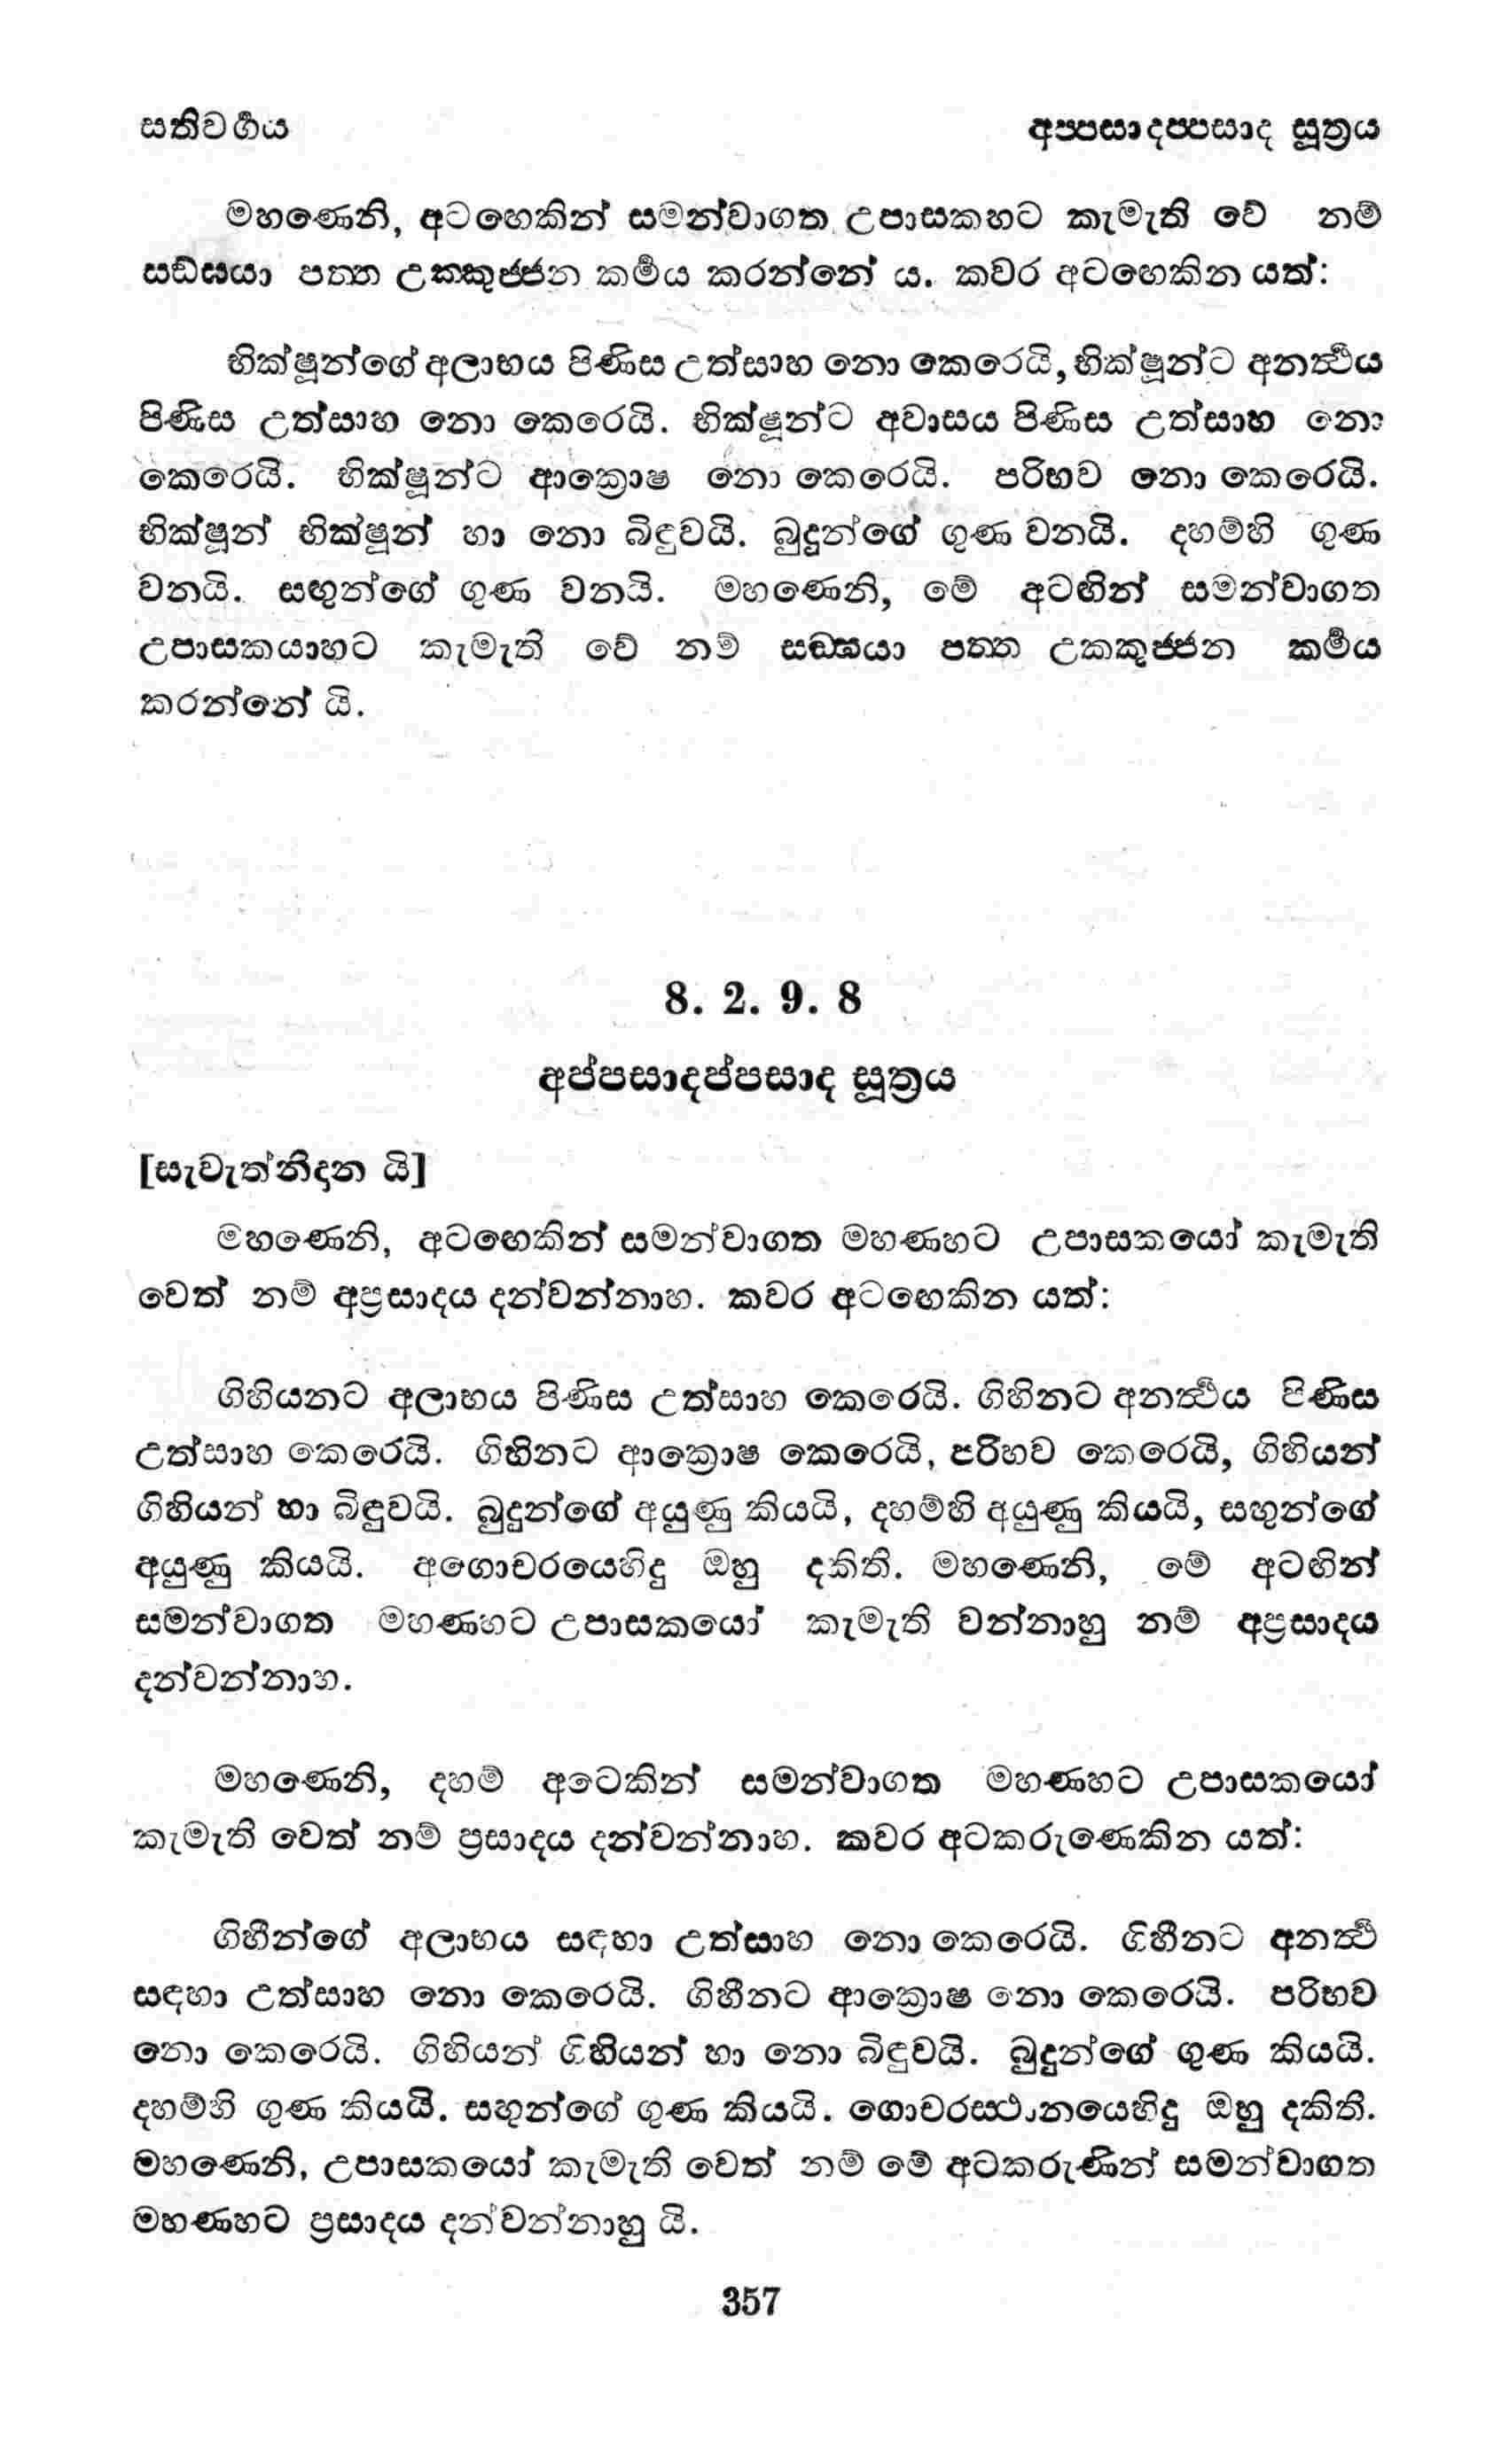 සතිවර්‍ගය
අප්‍පසාදප්‍පසාද සූත්‍රය
මහණෙනි, අටඟෙකින් සමන්වාගත උපාසකහට කැමැති වේ නම්
සඞ්ඝයා පත්‍ත උක්‍කුජ්ජන කර්‍මය කරන්නේ ය. කවර අටඟෙකින යත්:
භික්ෂූන්ගේ අලාභය පිණිස උත්සාහ නො කෙරෙයි, භික්ෂූන්ට අනර්‍ත්‍ථය
පිණිස උත්සාහ නො කෙරෙයි. භික්ෂූන්ට අවාසය පිණිස උත්සාහ නො
කෙරෙයි. භික්ෂූන්ට ආක්‍රොෂ නො කෙරෙයි. පරිභව නො කෙරෙයි.
භික්ෂූන් භික්ෂූන් හා නො බිඳුවයි. බුදුන්ගේ ගුණ වනයි. දහම්හි ගුණ
වනයි. සඟුන්ගේ ගුණ වනයි. මහණෙනි, මේ අටඟින් සමන්වාගත
උපාසකයාහට කැමැති වේ නම් සඞ්ඝයා පත්‍ත උක්‍කුජ්ජන කර්‍මය
කරන්නේ යි.
8. 2. 9. 8
අප්පසාදප්පසාද සූත්‍රය
[සැවැත්නිදාන යි]
මහණෙනි, අටඟෙකින් සමන්වාගත මහණහට උපාසකයෝ කැමැති
වෙත් නම් අප්‍රසාදය දන්වන්නාහ. කවර අටඟෙකින යත්:
ගිහියනට අලාභය පිණිස උත්සාහ කෙරෙයි. ගිහිනට අනර්‍ත්‍ථය පිණිස
උත්සාහ කෙරෙයි. ගිහිනට ආක්‍රොෂ කෙරෙයි, පරිභව කෙරෙයි, ගිහියන්
ගිහියන් හා බිඳුවයි. බුදුන්ගේ අයුණු කියයි, දහම්හි අයුණු කියයි, සඟුන්ගේ
අයුණු කියයි. අගොචරයෙහිදු ඔහු දකිති. මහණෙනි, මේ අටඟින්
සමන්වාගත මහණහට උපාසකයෝ කැමැති වන්නාහු නම් අප්‍රසාදය
දන්වන්නාහ.
මහණෙනි, දහම් අටෙකින් සමන්වාගත මහණහට උපාසකයෝ
කැමැති වෙත් නම් ප්‍රසාදය දන්වන්නාහ. කවර අටකරුණෙකින යත්:
ගිහීන්ගේ අලාභය සඳහා උත්සාහ නො කෙරෙයි. ගිහීනට අනර්‍ත්‍ථ
සඳහා උත්සාහ නො කෙරෙයි. ගිහීනට ආක්‍රොෂ නො කෙරෙයි. පරිභව
නො කෙරෙයි. ගිහියන් ගිහියන් හා නො බිඳුවයි. බුදුන්ගේ ගුණ කියයි.
දහම්හි ගුණ කියයි. සඟුන්ගේ ගුණ කියයි. ගොචරස්‍ථානයෙහිදු ඔහු දකිති.
මහණෙනි, උපාසකයෝ කැමැති වෙත් නම් මේ අටකරුණින් සමන්වාගත
මහණහට ප්‍රසාදය දන්වන්නාහු යි.
357